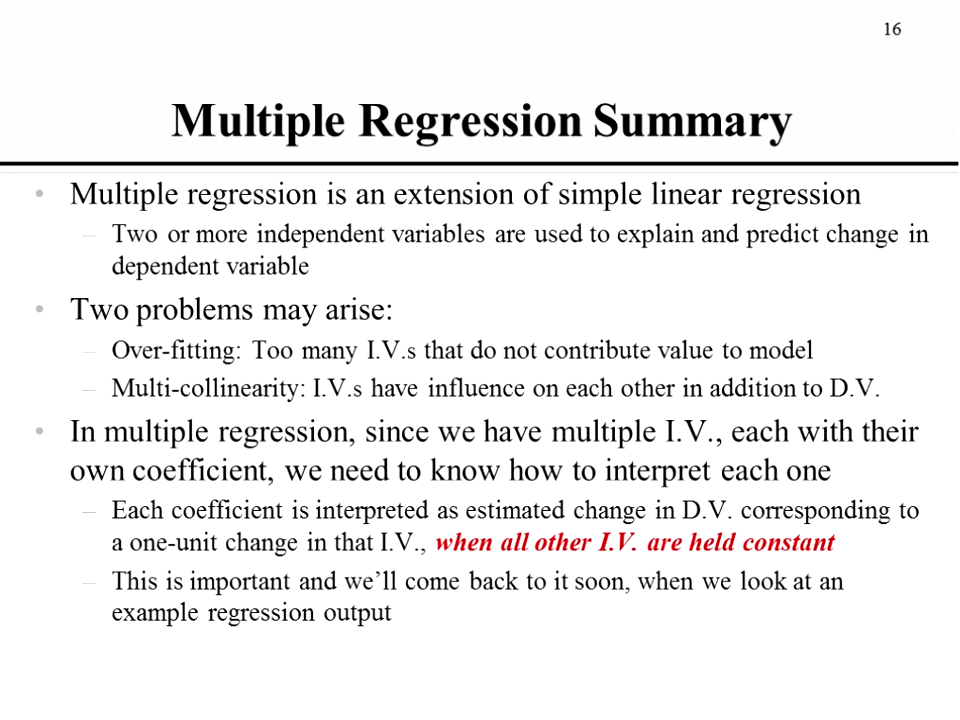 16
Multiple Regression Summary
• Multiple regression is an extension of simple linear regression
– Two or more independent variables are used to explain and predict change in
dependent variable
• Two problems may arise:
– Over-fitting: Too many I.V.s that do not contribute value to model
– Multi-collinearity: I.V.s have influence on each other in addition to D.V.
• In multiple regression, since we have multiple I.V., each with their
own coefficient, we need to know how to interpret each one
– Each coefficient is interpreted as estimated change in D.V. corresponding to
a one-unit change in that I.V., when all other I.V. are held constant
– This is important and we’ll come back to it soon, when we look at an
example regression output